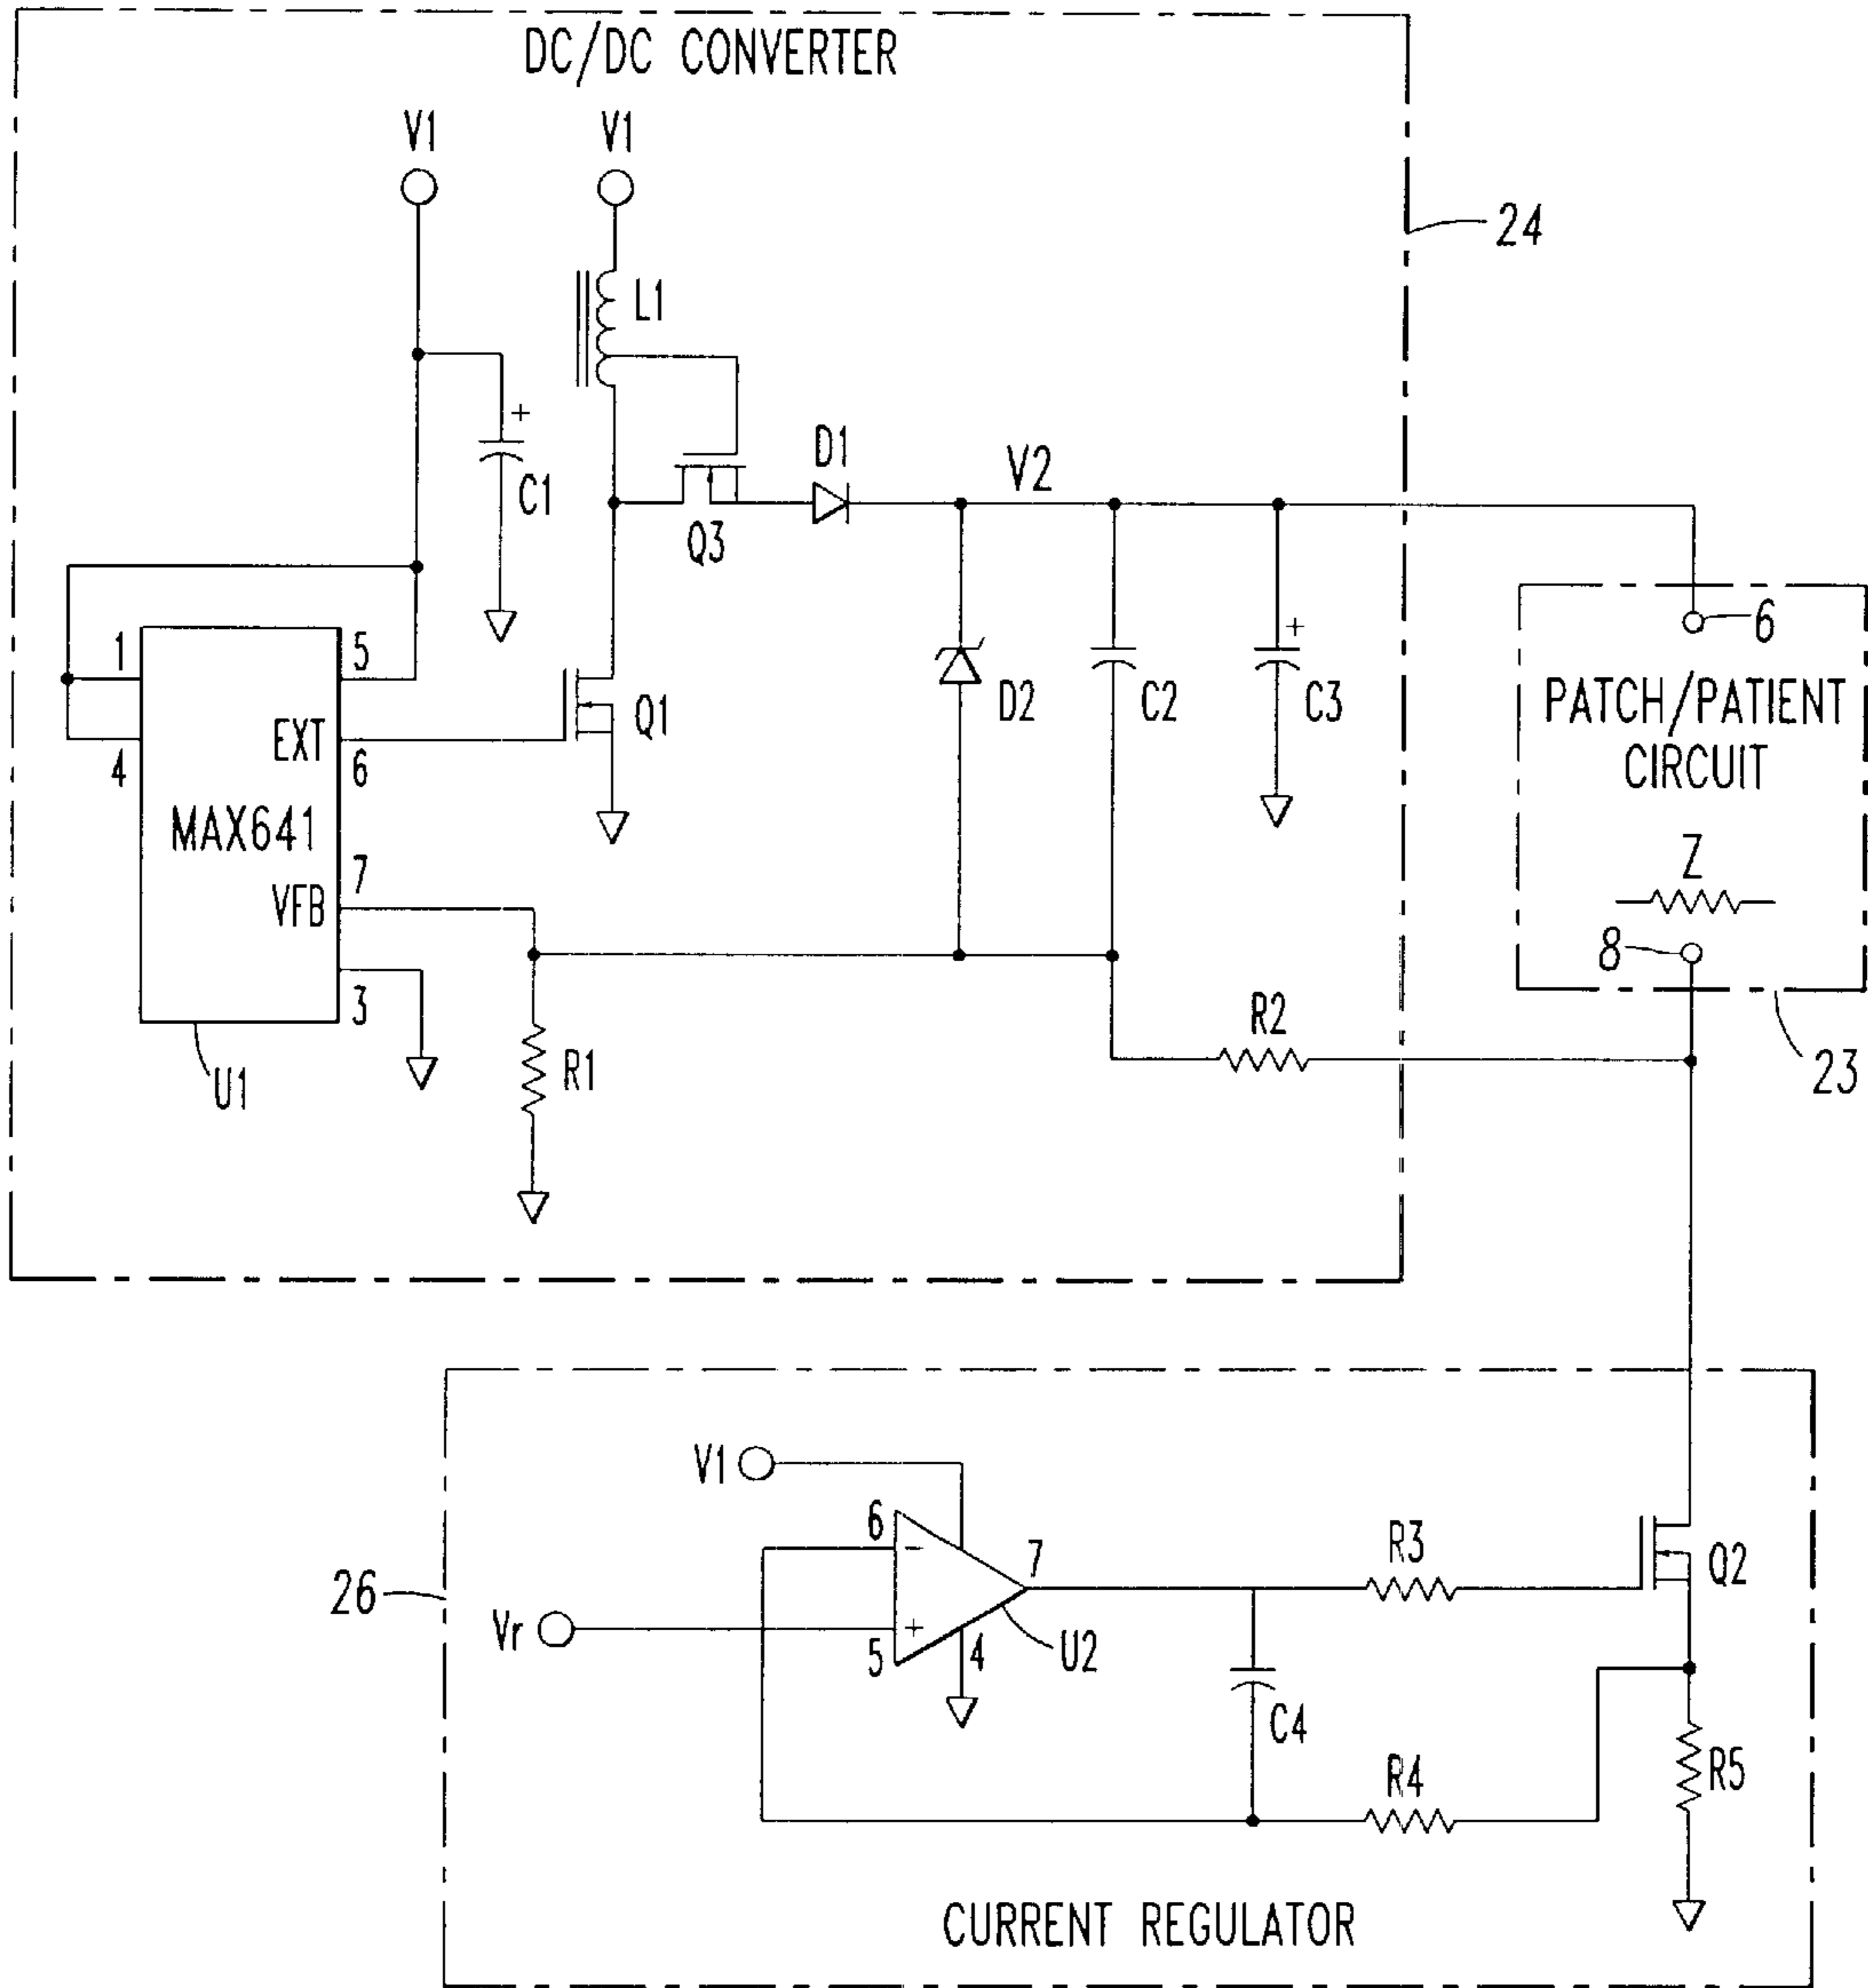 DC/DC CONVERTER
V1
V1
24
L1
+
C1
D1
V2
Q3
6
PATCH/PATIENT
CIRCUIT
Z
8
23
1
4
5
EXT
6
MAX641
7
VFB
3
U1
Q1
D2
C2
+
C3
R1
R2
V1
6
-
7
Vr
5
+
4
U2
26
R3
Q2
C4
R4
R5
CURRENT REGULATOR